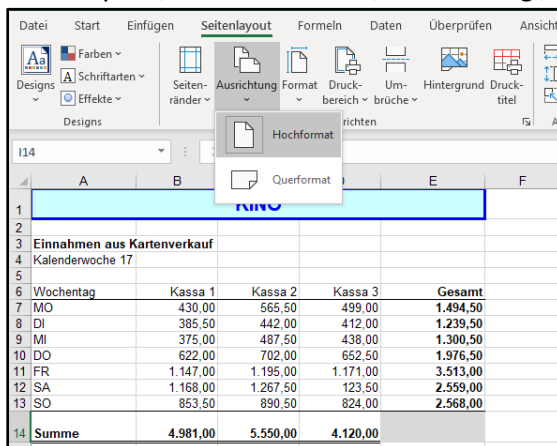 Datei Start Einfügen Seitenlayout Formeln Daten Überprüfen Ansicht
Aa Farben
A Schriftarten
Effekte
Designs Seiten- Ausrichtung Format Druck- Um- Hintergrund Druck-
ränder bereich brüche titel
Designs richten
I14
Hochformat
Querformat
A B E F
1 KINO
2
3 Einnahmen aus Kartenverkauf
4 Kalenderwoche 17
5
6 Wochentag Kassa 1 Kassa 2 Kassa 3 Gesamt
7 MO 430,00 565,50 499,00 1.494,50
8 DI 385,50 442,00 412,00 1.239,50
9 MI 375,00 487,50 438,00 1.300,50
10 DO 622,00 702,00 652,50 1.976,50
11 FR 1.147,00 1.195,00 1.171,00 3.513,00
12 SA 1.168,00 1.267,50 123,50 2.559,00
13 SO 853,50 890,50 824,00 2.568,00
14 Summe 4.981,00 5.550,00 4.120,00